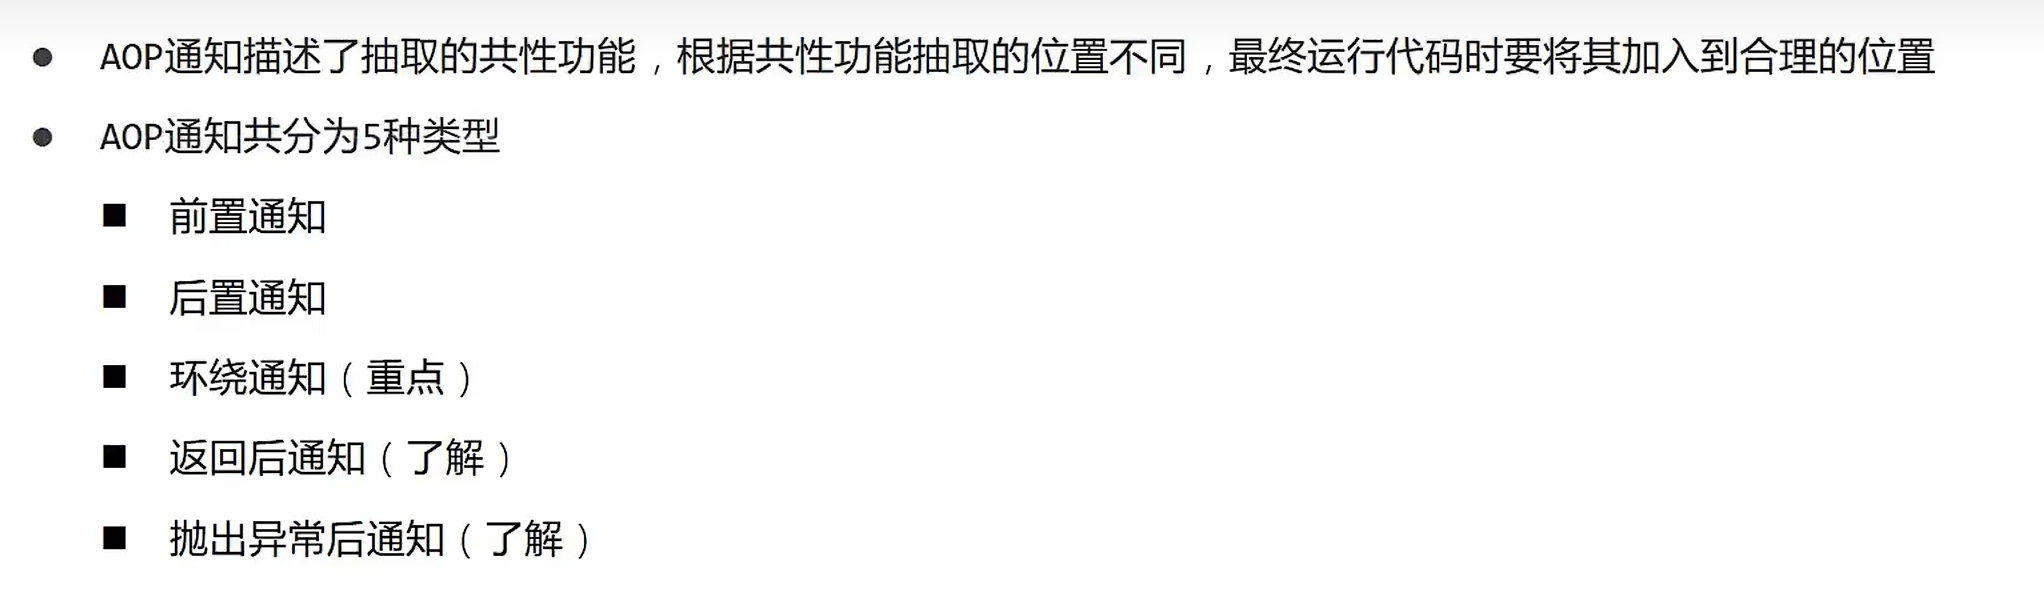 ● AOP通知描述了抽取的共性功能，根据共性功能抽取的位置不同，最终运行代码时要将其加入到合理的位置
● AOP通知共分为5种类型
■ 前置通知
■ 后置通知
■ 环绕通知（重点）
■ 返回后通知（了解）
■ 抛出异常后通知（了解）